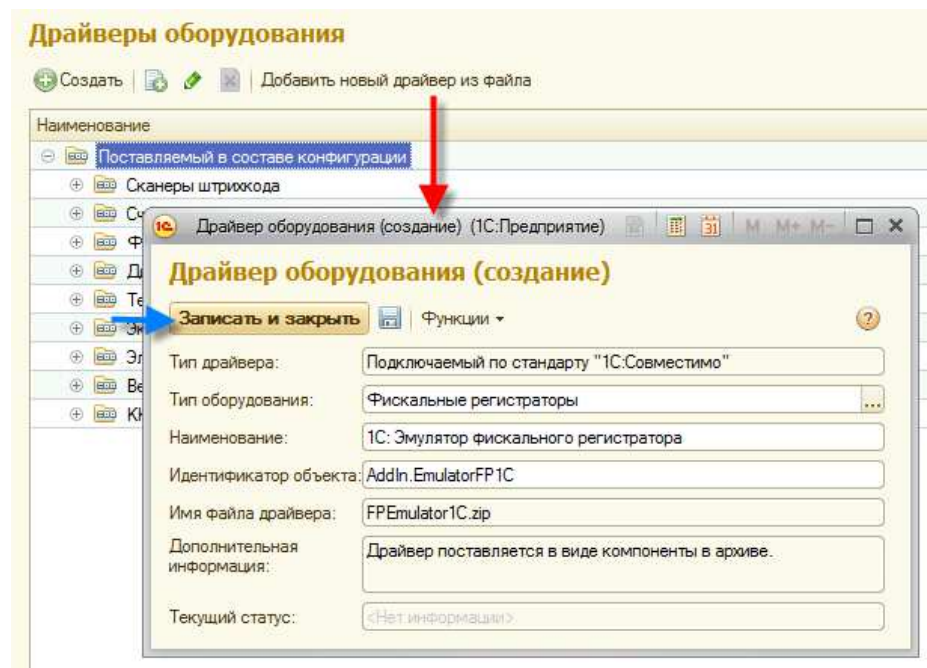 Драйверы оборудования
Создать Добавить новый драйвер из файла
Наименование
Поставляемый в составе конфигурации
Сканеры штрихкода
1С Драйвер оборудования (создание) (1С:Предприятие) 31 M M+ M-
Драйвер оборудования (создание)
Записать и закрыть Функции ?
Тип драйвера: Подключаемый по стандарту "1С:Совместимо"
Тип оборудования: Фискальные регистраторы ...
Наименование: 1С: Эмулятор фискального регистратора
Идентификатор объекта: AddIn.EmulatorFP1C
Имя файла драйвера: FPEmulator1C.zip
Дополнительная информация: Драйвер поставляется в виде компоненты в архиве.
Текущий статус: <Нет информации>